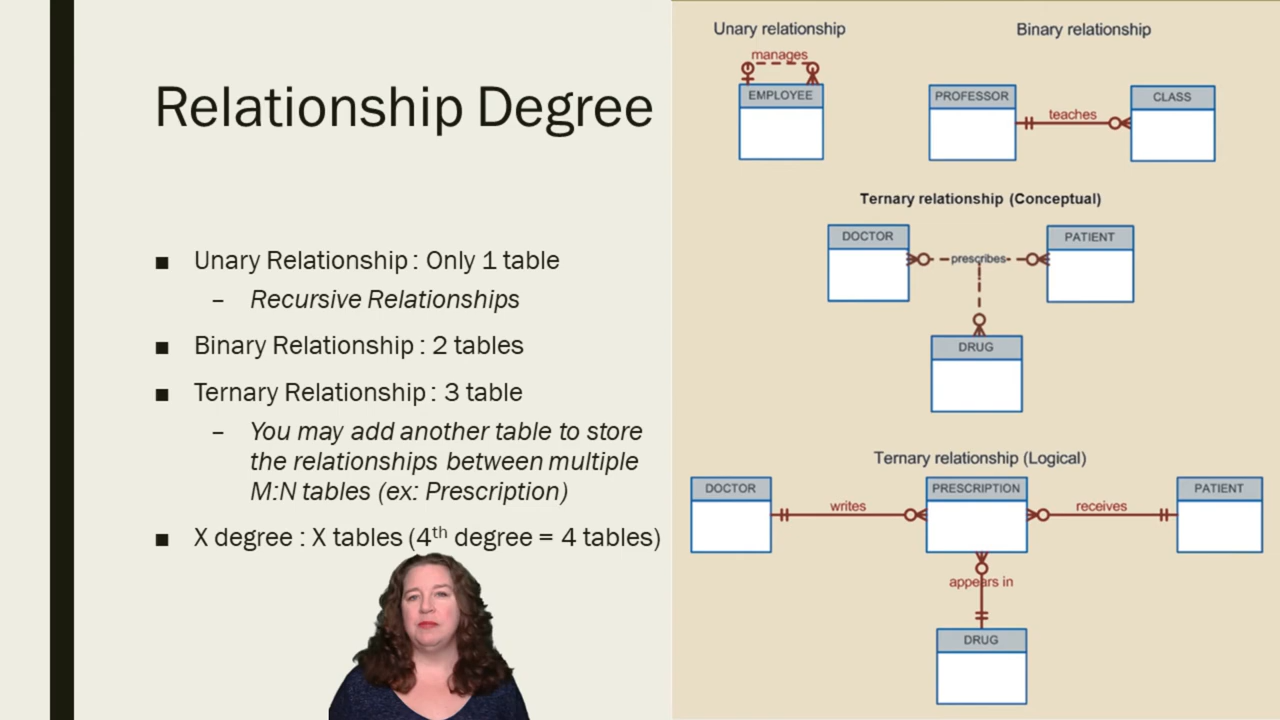 Relationship Degree
■ Unary Relationship : Only 1 table
– Recursive Relationships
■ Binary Relationship : 2 tables
■ Ternary Relationship : 3 table
– You may add another table to store
the relationships between multiple
M:N tables (ex: Prescription)
■ X degree : X tables (4th degree = 4 tables)
Unary relationship
manages
EMPLOYEE
Binary relationship
PROFESSOR
teaches
CLASS
Ternary relationship (Conceptual)
DOCTOR
prescribes
PATIENT
DRUG
Ternary relationship (Logical)
DOCTOR
writes
PRESCRIPTION
receives
PATIENT
appears in
DRUG